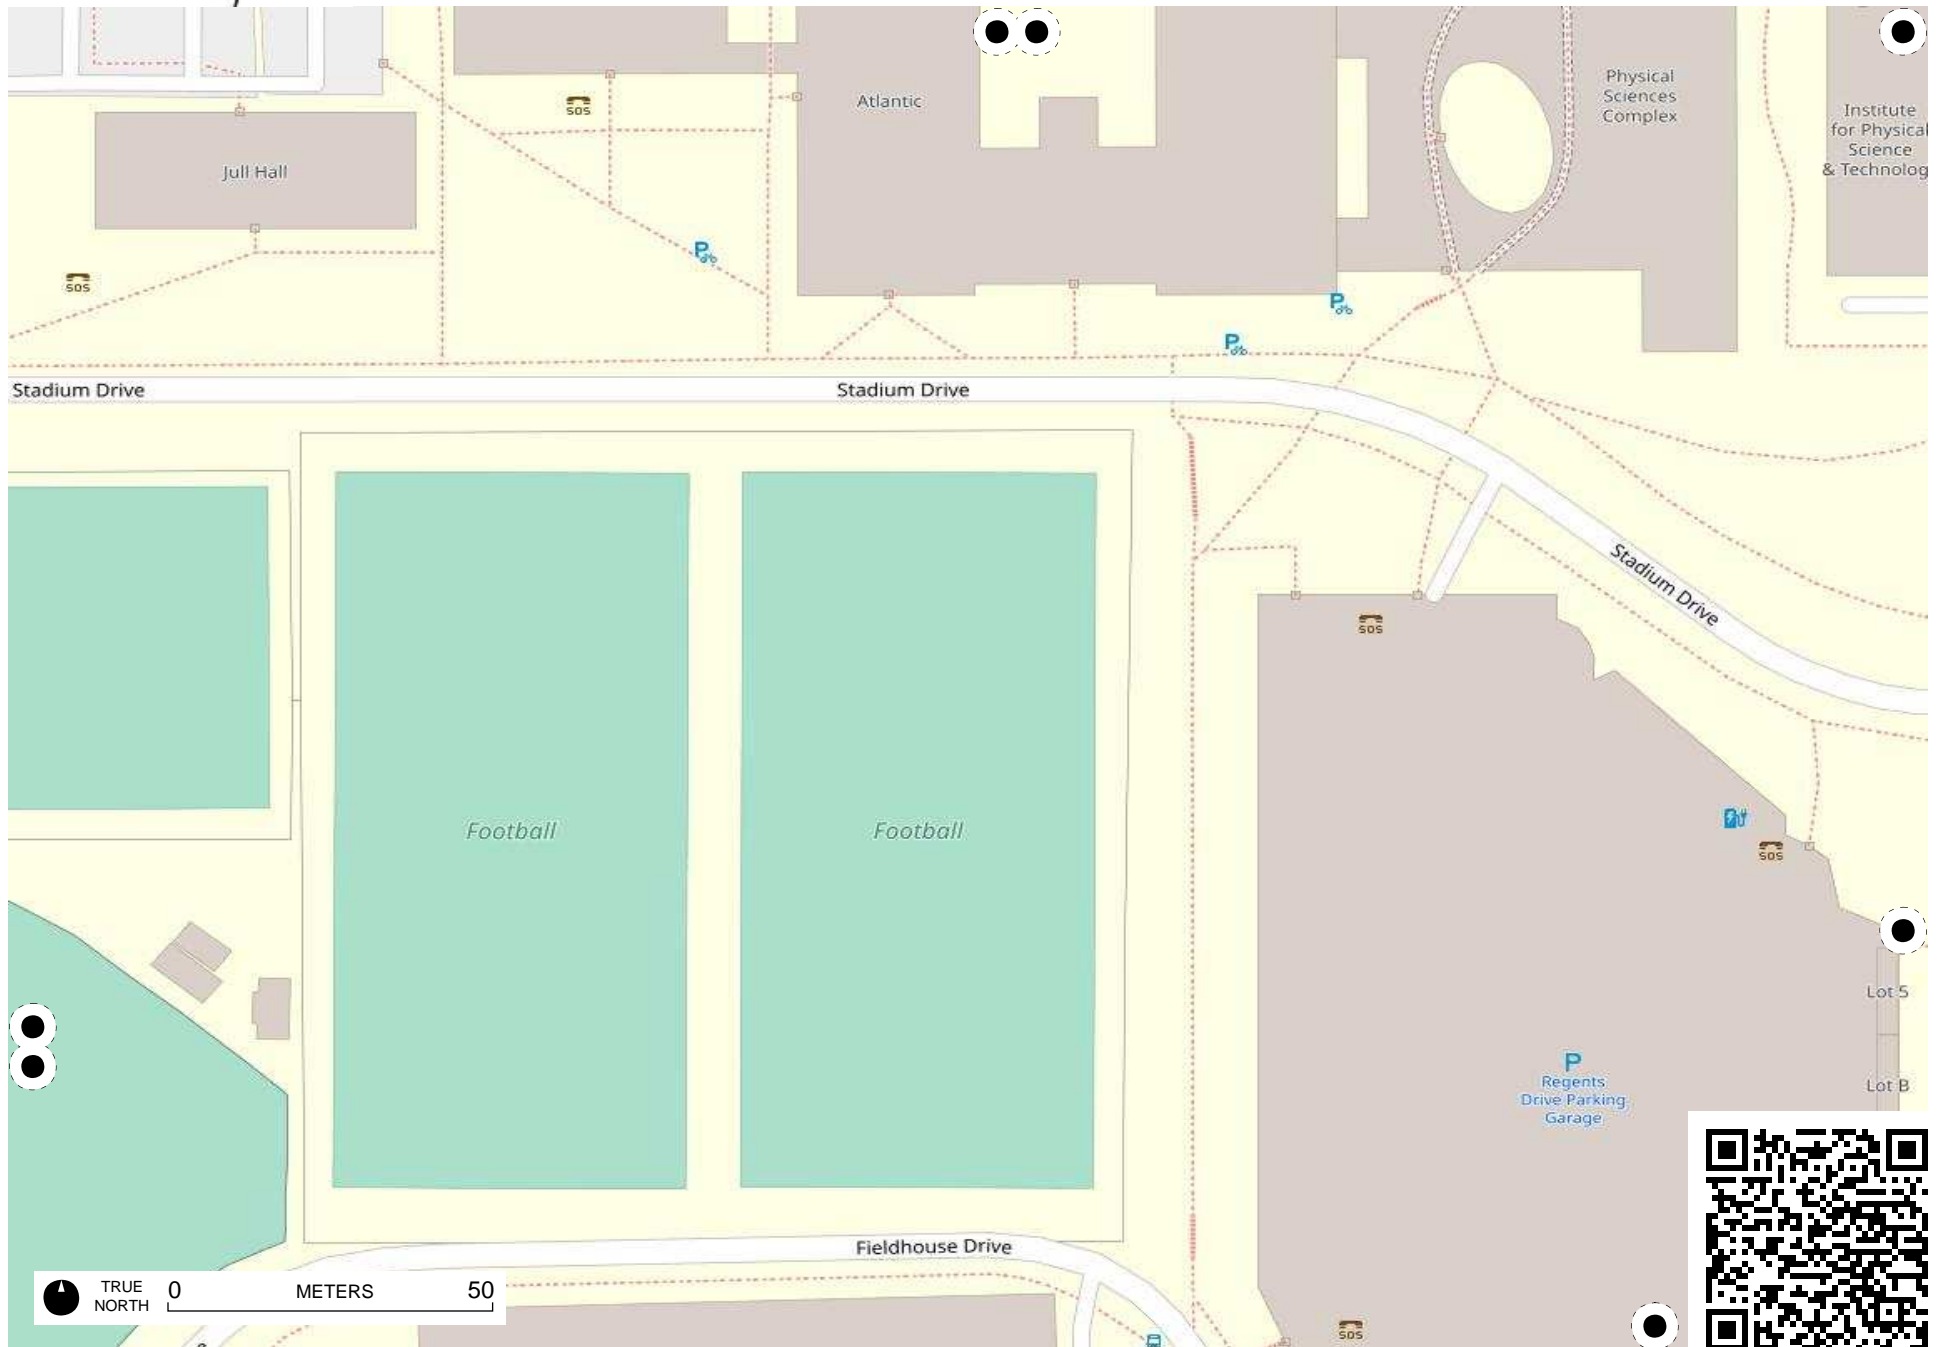 Atlantic
Physical
Sciences
Complex
Institute
for Physical
Science
& Technolog
Jull Hall
SOS
SOS
Stadium Drive
Stadium Drive
Stadium Drive
SOS
Football
Football
SOS
Lot 5
P
Regents
Drive Parking
Garage
Lot B
Fieldhouse Drive
TRUE
NORTH
0
METERS
50
SOS
P
P
P